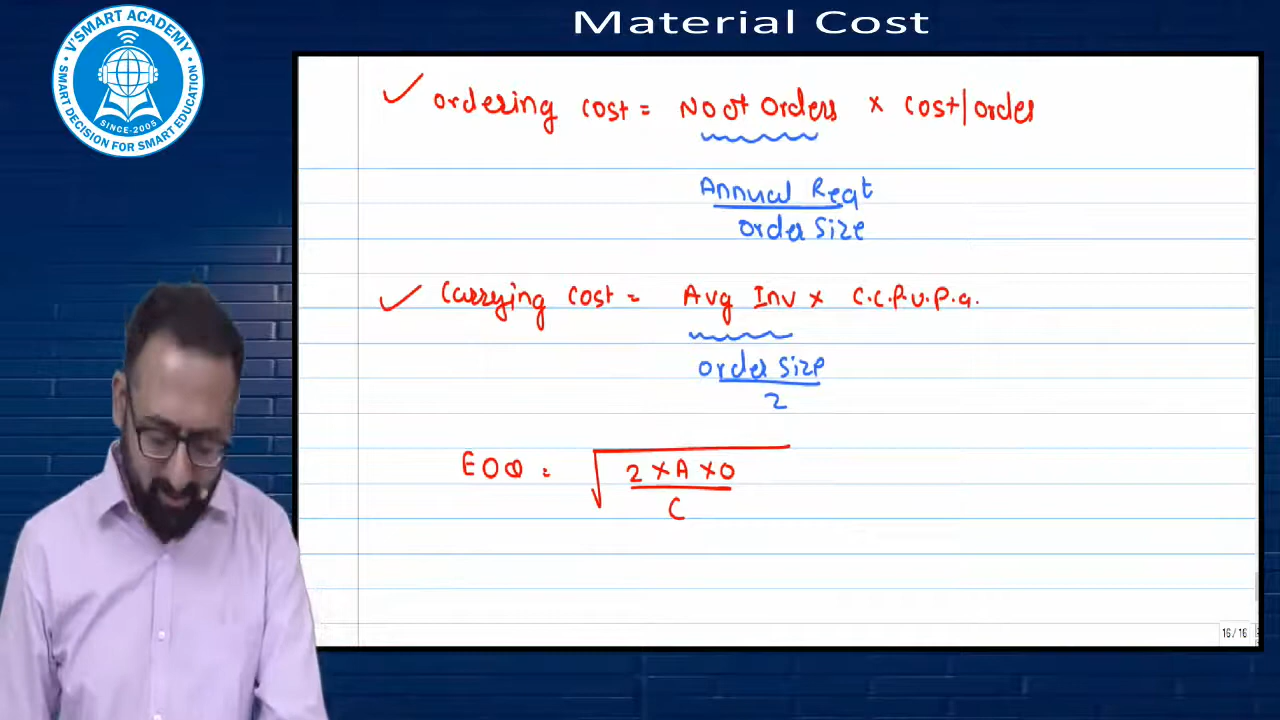 Material Cost
V'SMART ACADEMY
SINCE-2005
SMART DECISION FOR SMART EDUCATION
ordering cost = No of Orders × cost/order
Annual Reqt
order Size
Carrying cost = Avg Inv × C.C.P.U.P.a.
order Size
2
EOQ = √
2 × A × O
C
16/16